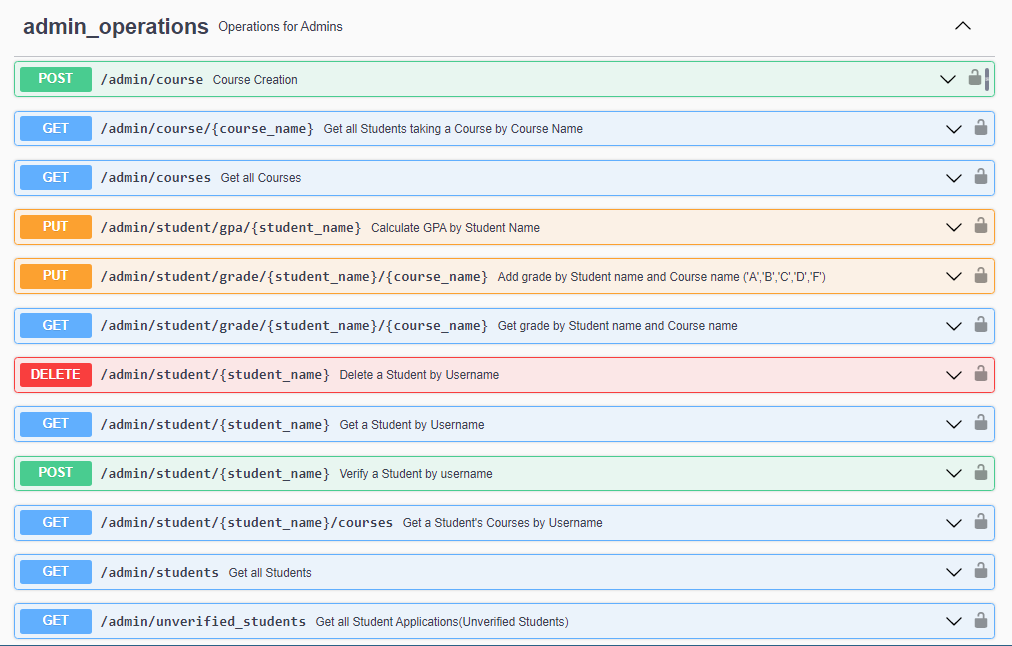 admin_operations Operations for Admins
POST /admin/course Course Creation
GET /admin/course/{course_name} Get all Students taking a Course by Course Name
GET /admin/courses Get all Courses
PUT /admin/student/gpa/{student_name} Calculate GPA by Student Name
PUT /admin/student/grade/{student_name}/{course_name} Add grade by Student name and Course name ('A','B','C','D','F')
GET /admin/student/grade/{student_name}/{course_name} Get grade by Student name and Course name
DELETE /admin/student/{student_name} Delete a Student by Username
GET /admin/student/{student_name} Get a Student by Username
POST /admin/student/{student_name} Verify a Student by username
GET /admin/student/{student_name}/courses Get a Student's Courses by Username
GET /admin/students Get all Students
GET /admin/unverified_students Get all Student Applications(Unverified Students)